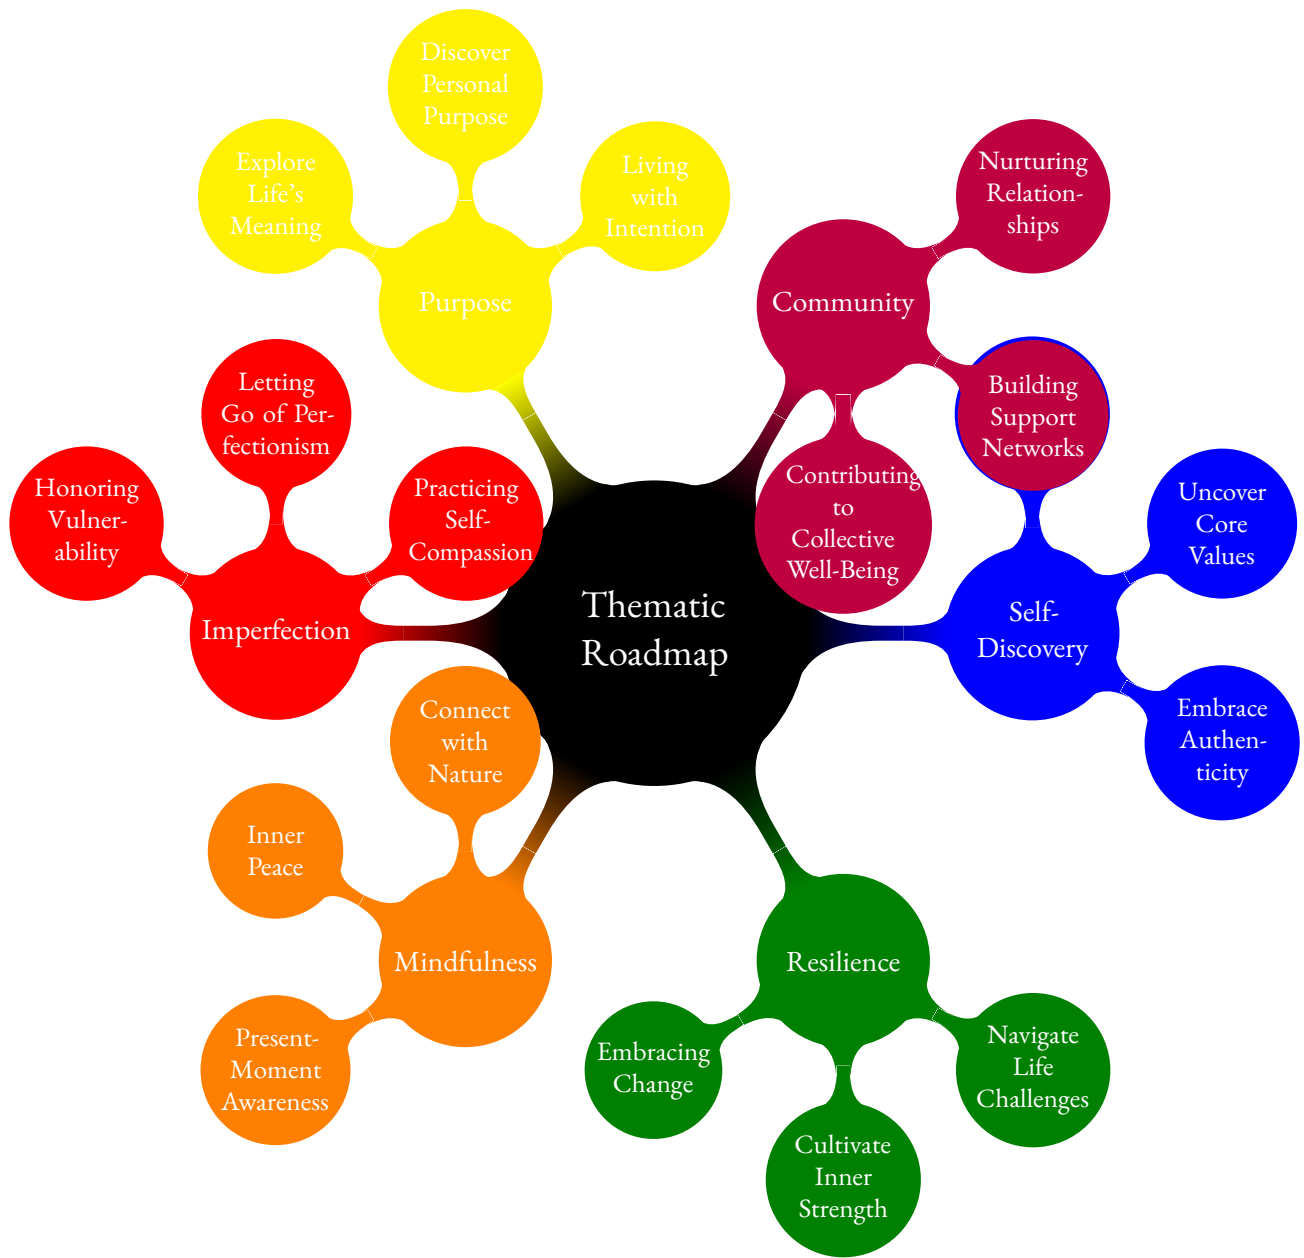 Thematic
Roadmap
Purpose
Discover
Personal
Purpose
Explore
Life's
Meaning
Living
with
Intention
Community
Nurturing
Relation-
ships
Building
Support
Networks
Contributing
to
Collective
Well-Being
Self-
Discovery
Uncover
Core
Values
Embrace
Authen-
ticity
Resilience
Navigate
Life
Challenges
Cultivate
Inner
Strength
Embracing
Change
Mindfulness
Connect
with
Nature
Inner
Peace
Present-
Moment
Awareness
Imperfection
Letting
Go of Per-
fectionism
Honoring
Vulner-
ability
Practicing
Self-
Compassion